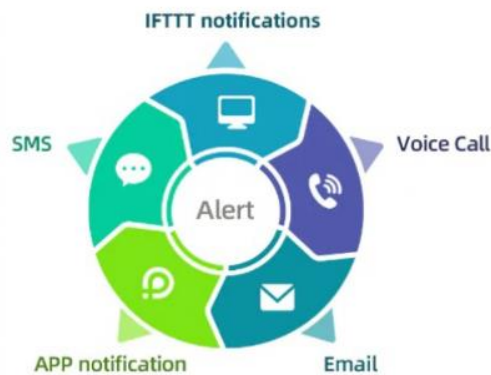 IFTTT notifications
SMS
Voice Call
Alert
APP notification
Email